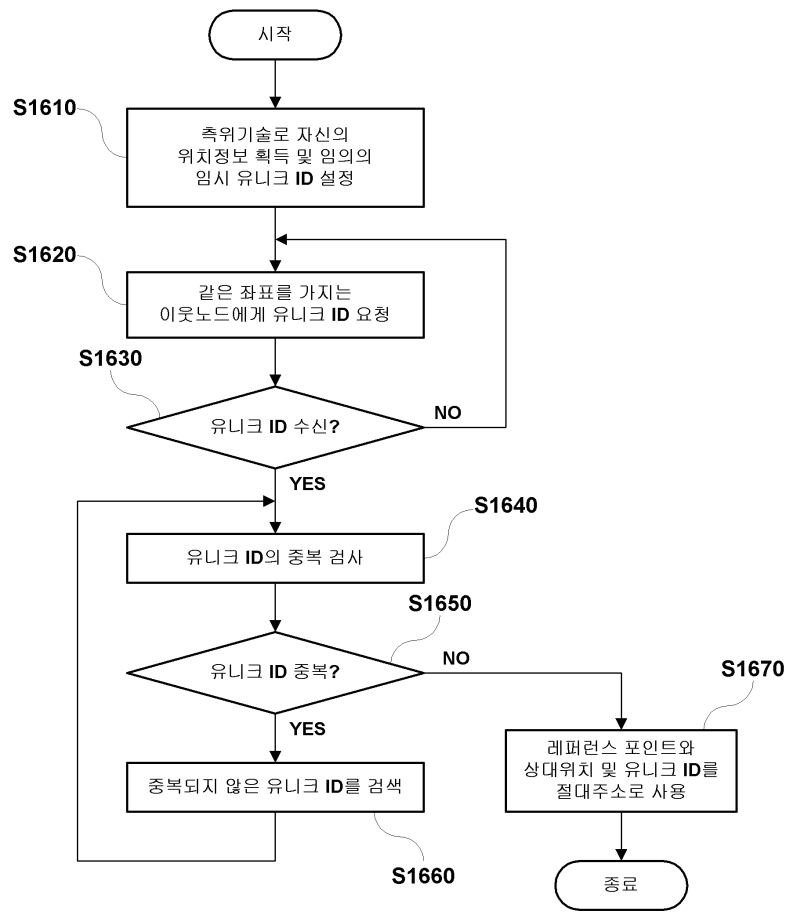 시작
S1610
측위기술로 자신의
위치정보 획득 및 임의의
임시 유니크 ID 설정
S1620
같은 좌표를 가지는
이웃노드에게 유니크 ID 요청
S1630
유니크 ID 수신?
NO
YES
S1640
유니크 ID의 중복 검사
S1650
유니크 ID 중복?
NO
YES
S1670
레퍼런스 포인트와
상대위치 및 유니크 ID를
절대주소로 사용
중복되지 않은 유니크 ID를 검색
S1660
종료